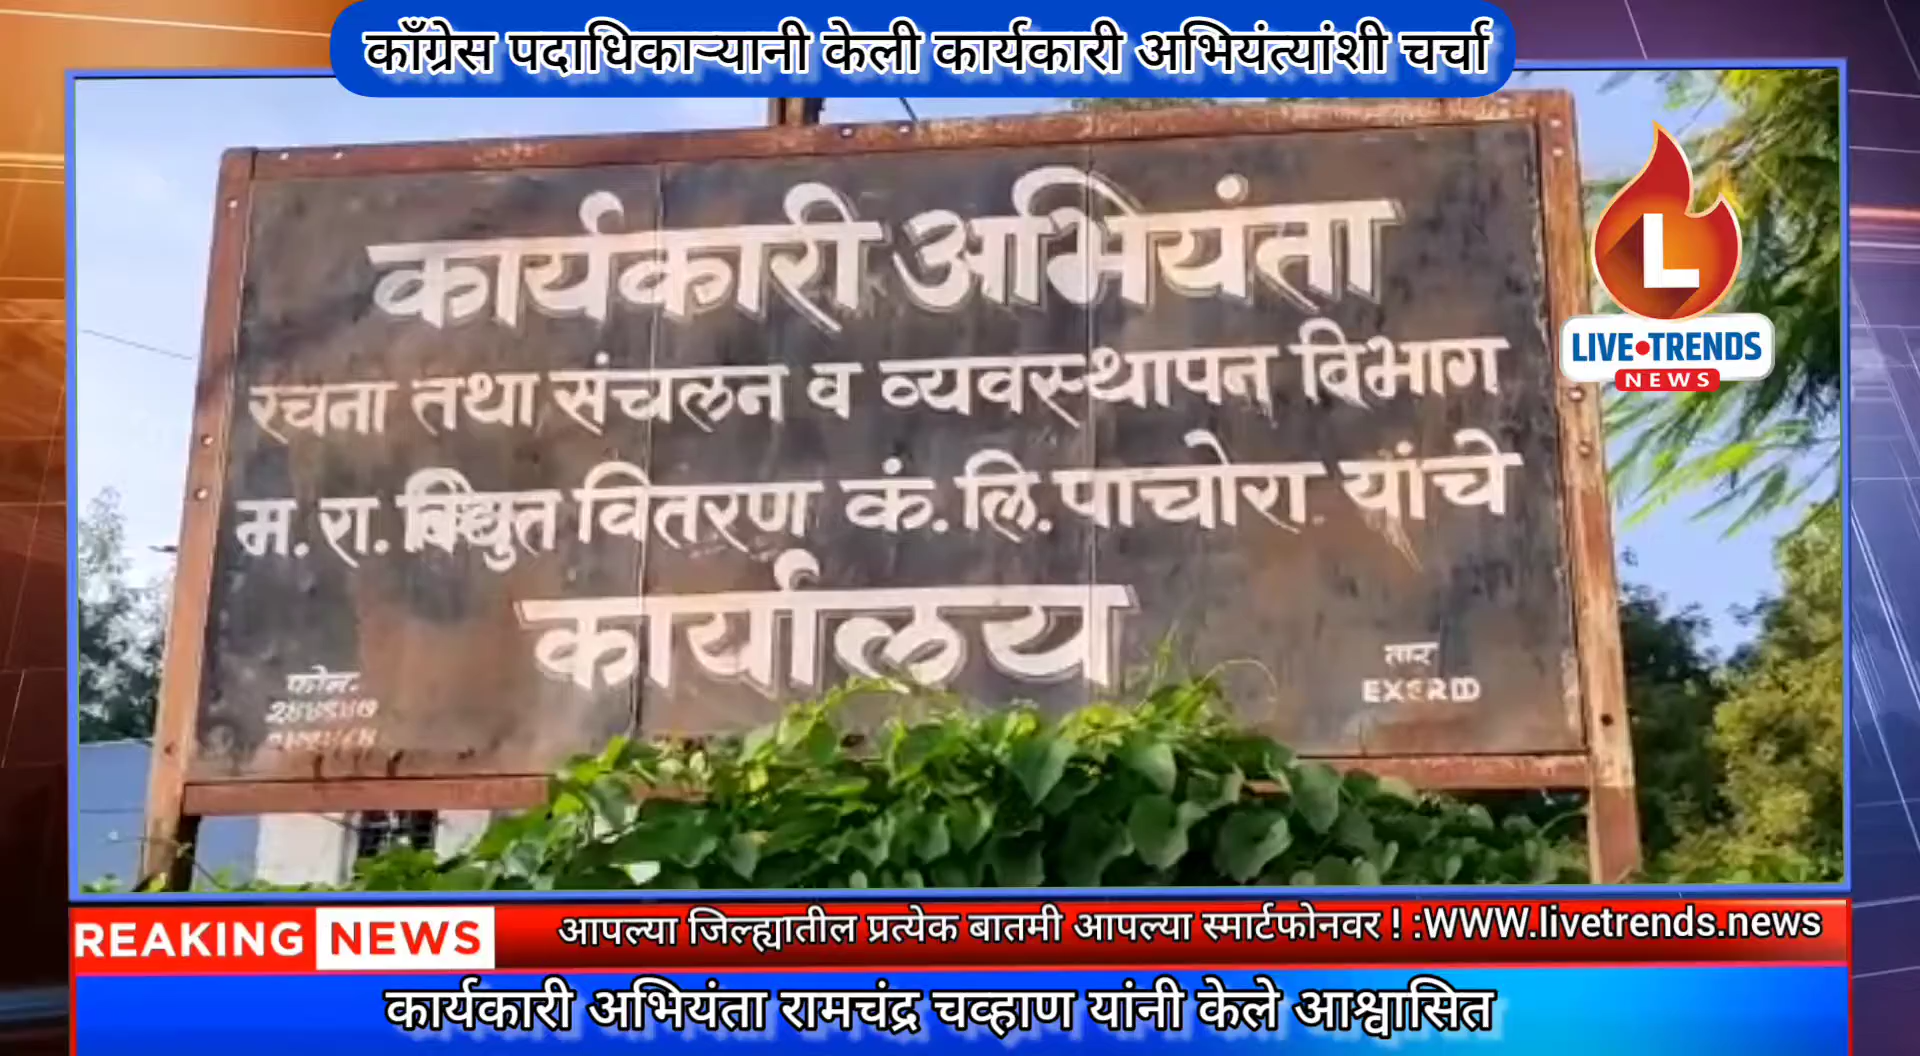 काँग्रेस पदाधिकाऱ्यानी केली कार्यकारी अभियंत्यांशी चर्चा
कार्यकारी अभियंता
रचना तथा संचलन व व्यवस्थापन विभाग
म. रा. विद्युत वितरण कं. लि. पाचोरा यांचे
कार्यालय
फोन.
तार
L
LIVE•TRENDS
NEWS
REAKING NEWS
आपल्या जिल्ह्यातील प्रत्येक बातमी आपल्या स्मार्टफोनवर ! :WWW.livetrends.news
कार्यकारी अभियंता रामचंद्र चव्हाण यांनी केले आश्वासित